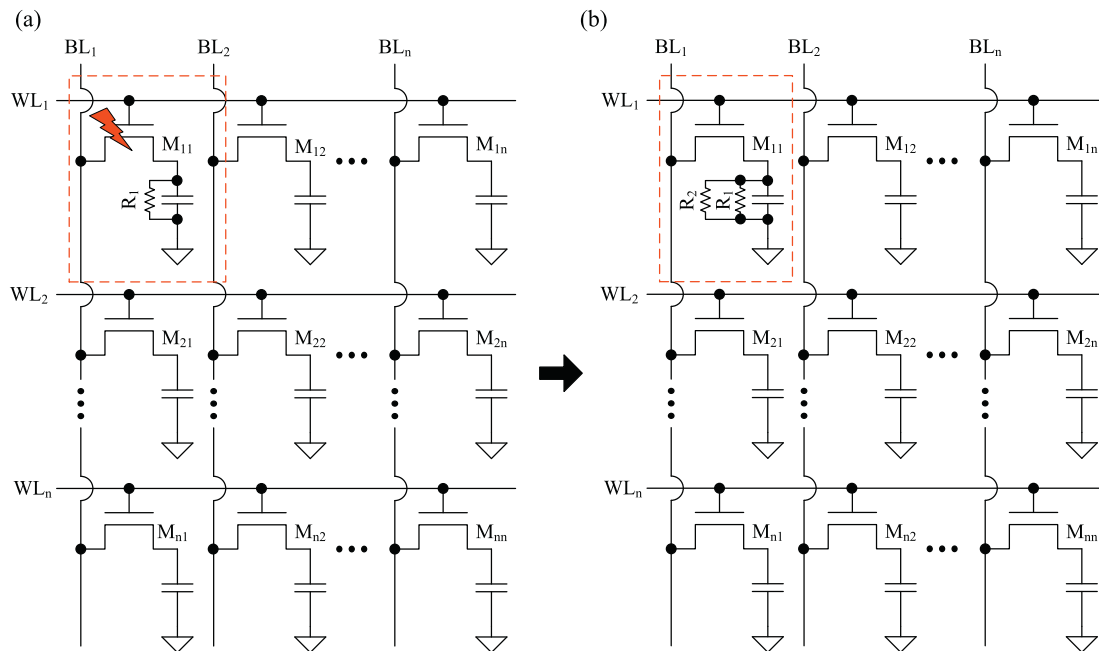 (a)
BL₁ BL₂ BLₙ
WL₁
M₁₁ M₁₂ M₁ₙ
R₁
WL₂
M₂₁ M₂₂ M₂ₙ
WLₙ
Mₙ₁ Mₙ₂ Mₙₙ
(b)
BL₁ BL₂ BLₙ
WL₁
M₁₁ M₁₂ M₁ₙ
R₂ R₁
WL₂
M₂₁ M₂₂ M₂ₙ
WLₙ
Mₙ₁ Mₙ₂ Mₙₙ